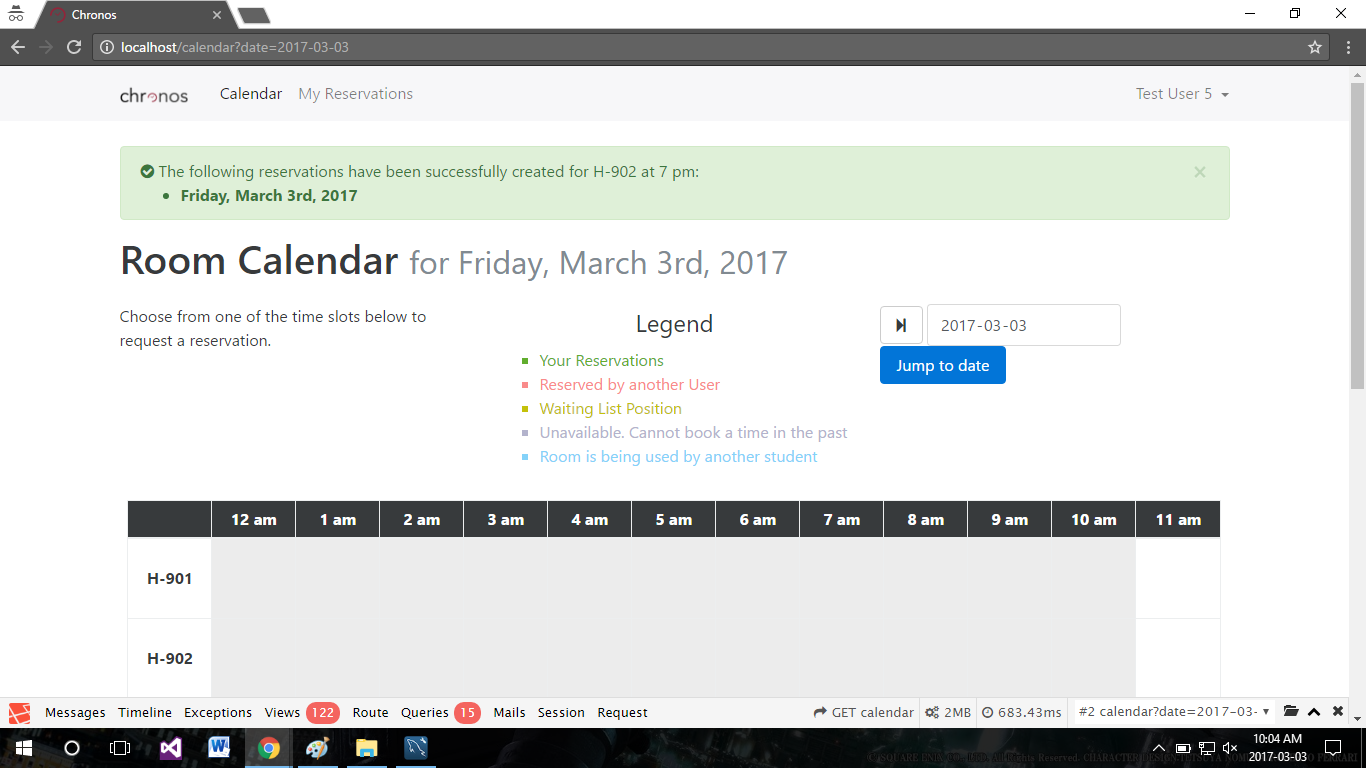 Chronos
localhost/calendar?date=2017-03-03
chronos Calendar My Reservations Test User 5
The following reservations have been successfully created for H-902 at 7 pm: ×
Friday, March 3rd, 2017
Room Calendar for Friday, March 3rd, 2017
Choose from one of the time slots below to
request a reservation.
Legend
Your Reservations
Reserved by another User
Waiting List Position
Unavailable. Cannot book a time in the past
Room is being used by another student
2017-03-03
Jump to date
12 am 1 am 2 am 3 am 4 am 5 am 6 am 7 am 8 am 9 am 10 am 11 am
H-901
H-902
Messages Timeline Exceptions Views 122 Route Queries 15 Mails Session Request GET calendar 2MB 683.43ms #2 calendar?date=2017-03-
10:04 AM
2017-03-03